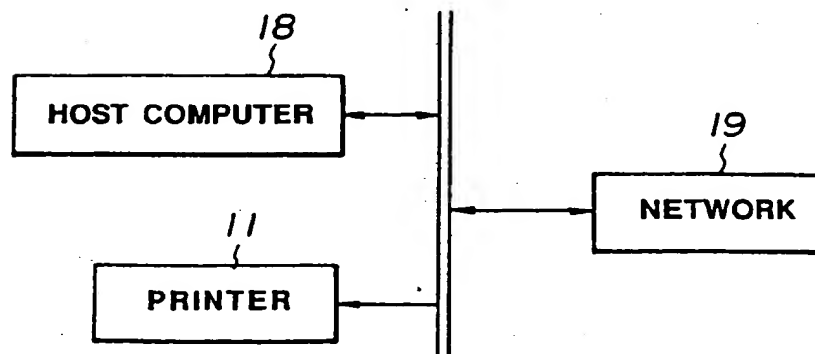 18
HOST COMPUTER
19
NETWORK
11
PRINTER